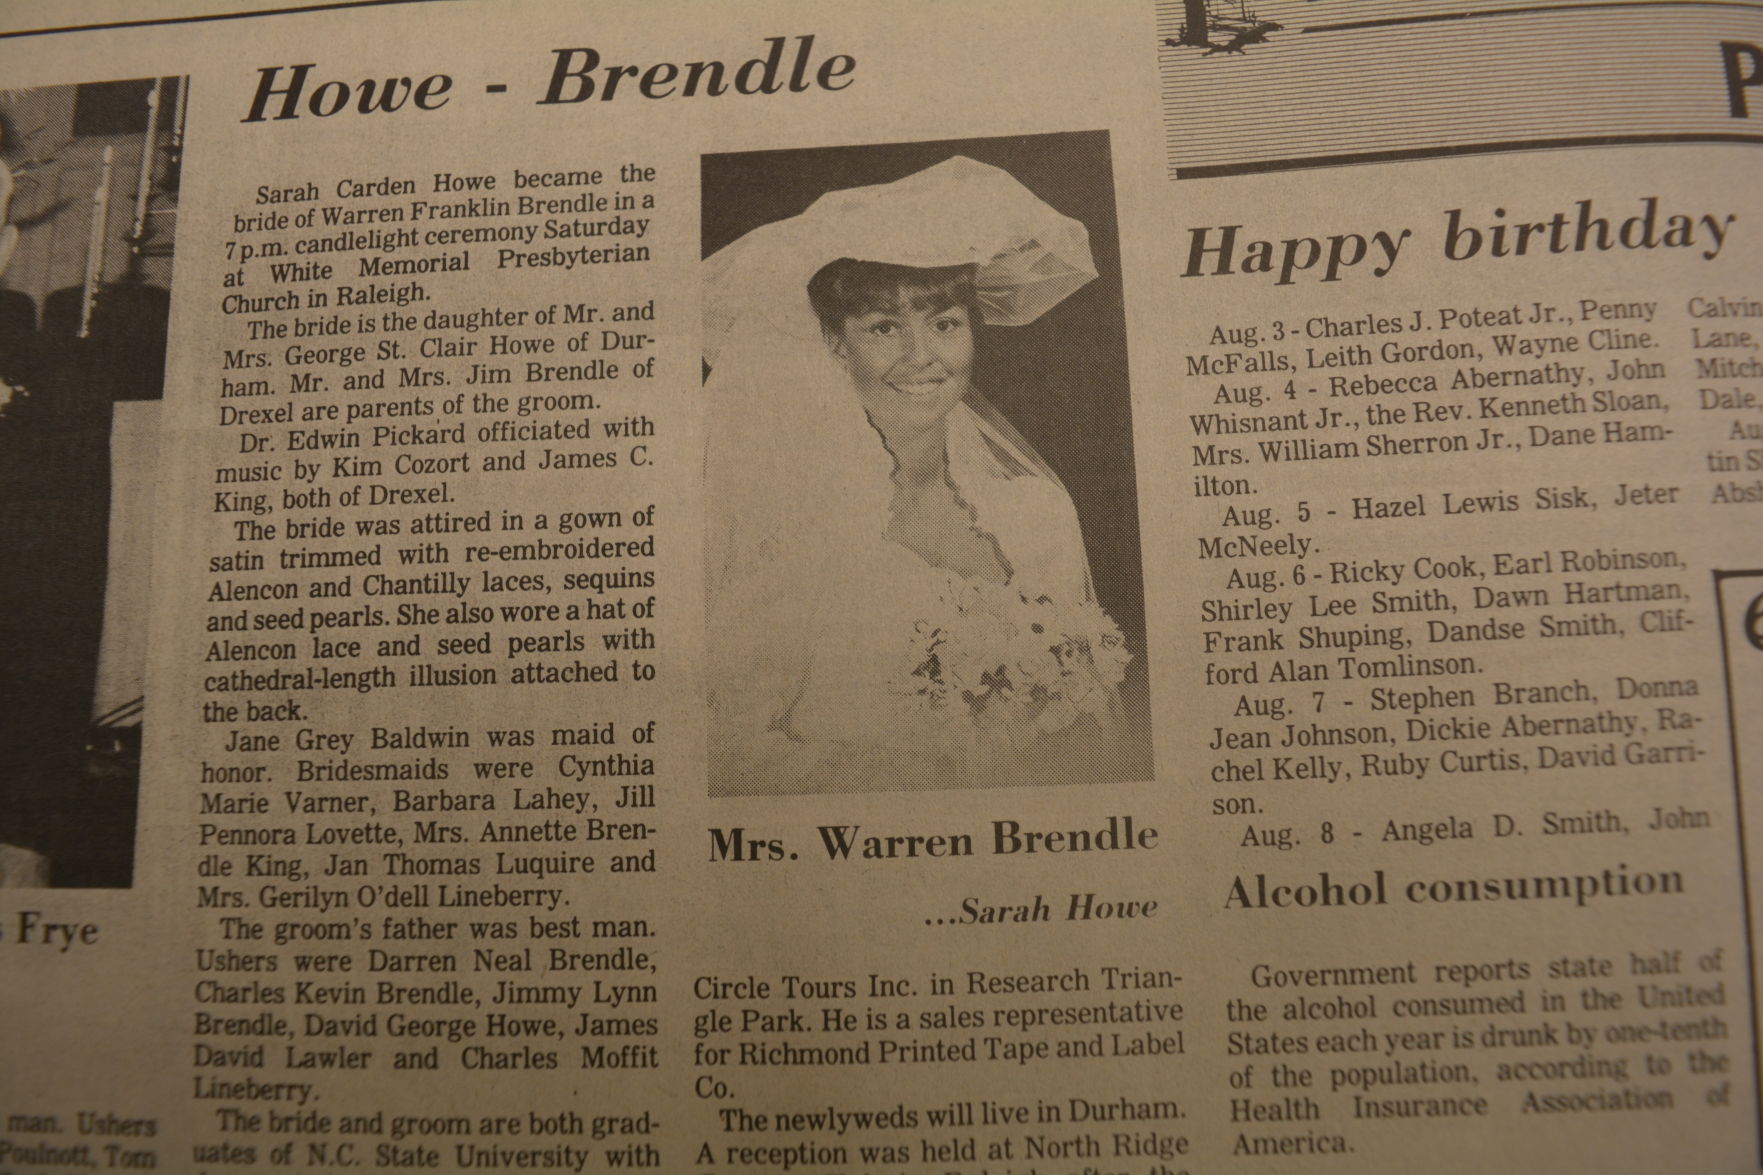 Howe - Brendle
Sarah Carden Howe became the
bride of Warren Franklin Brendle in a
7 p.m. candlelight ceremony Saturday
at White Memorial Presbyterian
Church in Raleigh.
The bride is the daughter of Mr. and
Mrs. George St. Clair Howe of Dur-
ham. Mr. and Mrs. Jim Brendle of
Drexel are parents of the groom.
Dr. Edwin Pickard officiated with
music by Kim Cozort and James C.
King, both of Drexel.
The bride was attired in a gown of
satin trimmed with re-embroidered
Alencon and Chantilly laces, sequins
and seed pearls. She also wore a hat of
Alencon lace and seed pearls with
cathedral-length illusion attached to
the back.
Jane Grey Baldwin was maid of
honor. Bridesmaids were Cynthia
Marie Varner, Barbara Lahey, Jill
Pennora Lovette, Mrs. Annette Bren-
dle King, Jan Thomas Luquire and
Mrs. Gerilyn O'dell Lineberry.
The groom's father was best man.
Ushers were Darren Neal Brendle,
Charles Kevin Brendle, Jimmy Lynn
Brendle, David George Howe, James
David Lawler and Charles Moffit
Lineberry.
The bride and groom are both grad-
uates of N.C. State University with
Mrs. Warren Brendle
...Sarah Howe
Circle Tours Inc. in Research Trian-
gle Park. He is a sales representative
for Richmond Printed Tape and Label
Co.
The newlyweds will live in Durham.
A reception was held at North Ridge
Happy birthday
Aug. 3 - Charles J. Poteat Jr., Penny
McFalls, Leith Gordon, Wayne Cline.
Aug. 4 - Rebecca Abernathy, John
Whisnant Jr., the Rev. Kenneth Sloan,
Mrs. William Sherron Jr., Dane Ham-
ilton.
Aug. 5 - Hazel Lewis Sisk, Jeter
McNeely.
Aug. 6 - Ricky Cook, Earl Robinson,
Shirley Lee Smith, Dawn Hartman,
Frank Shuping, Dandse Smith, Clif-
ford Alan Tomlinson.
Aug. 7 - Stephen Branch, Donna
Jean Johnson, Dickie Abernathy, Ra-
chel Kelly, Ruby Curtis, David Garri-
son.
Aug. 8 - Angela D. Smith, John
Calvin
Lane,
Mitch
Dale,
Au
tin S
Abs
Alcohol consumption
Government reports state half of
the alcohol consumed in the United
States each year is drunk by one-tenth
of the population, according to the
Health Insurance Association of
America.
Frye
man. Ushers
Poulnott, Tom
P